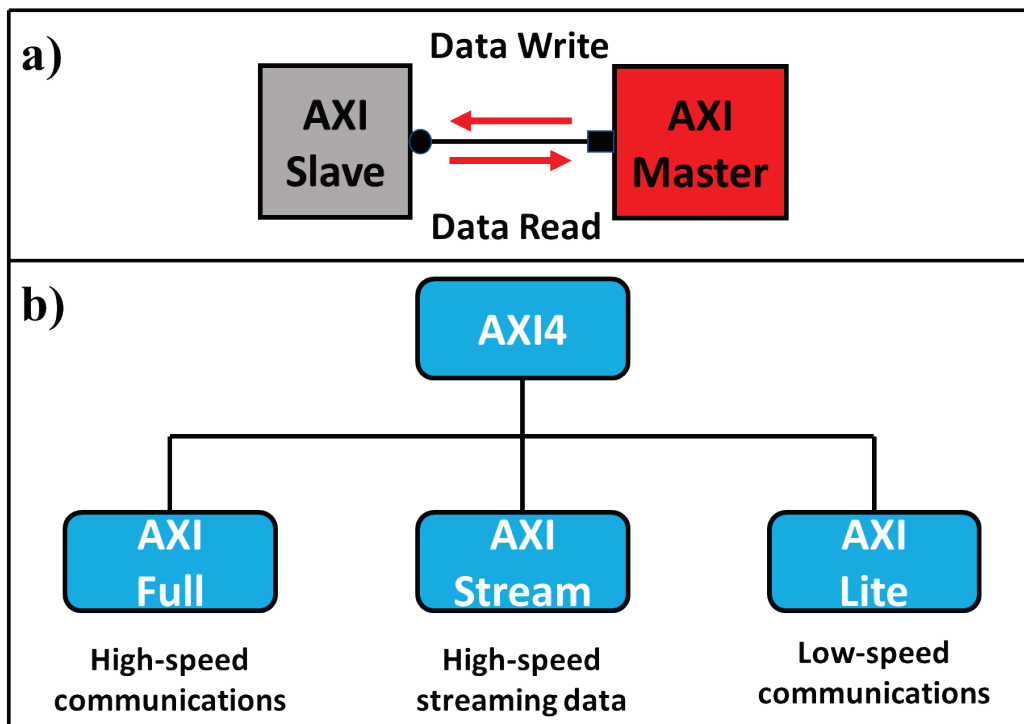 a)
Data Write
AXI
Slave
AXI
Master
Data Read
b)
AXI4
AXI
Full
AXI
Stream
AXI
Lite
High-speed
communications
High-speed
streaming data
Low-speed
communications